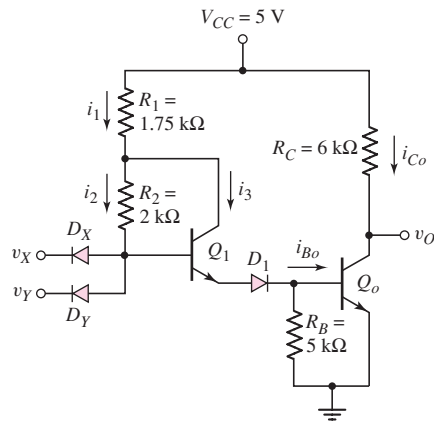 V_CC = 5 V
i_1
R_1 =
1.75 kΩ
R_C = 6 kΩ
i_Co
i_2
R_2 =
2 kΩ
i_3
v_X
D_X
Q_1
D_1
i_Bo
v_O
v_Y
D_Y
Q_o
R_B =
5 kΩ